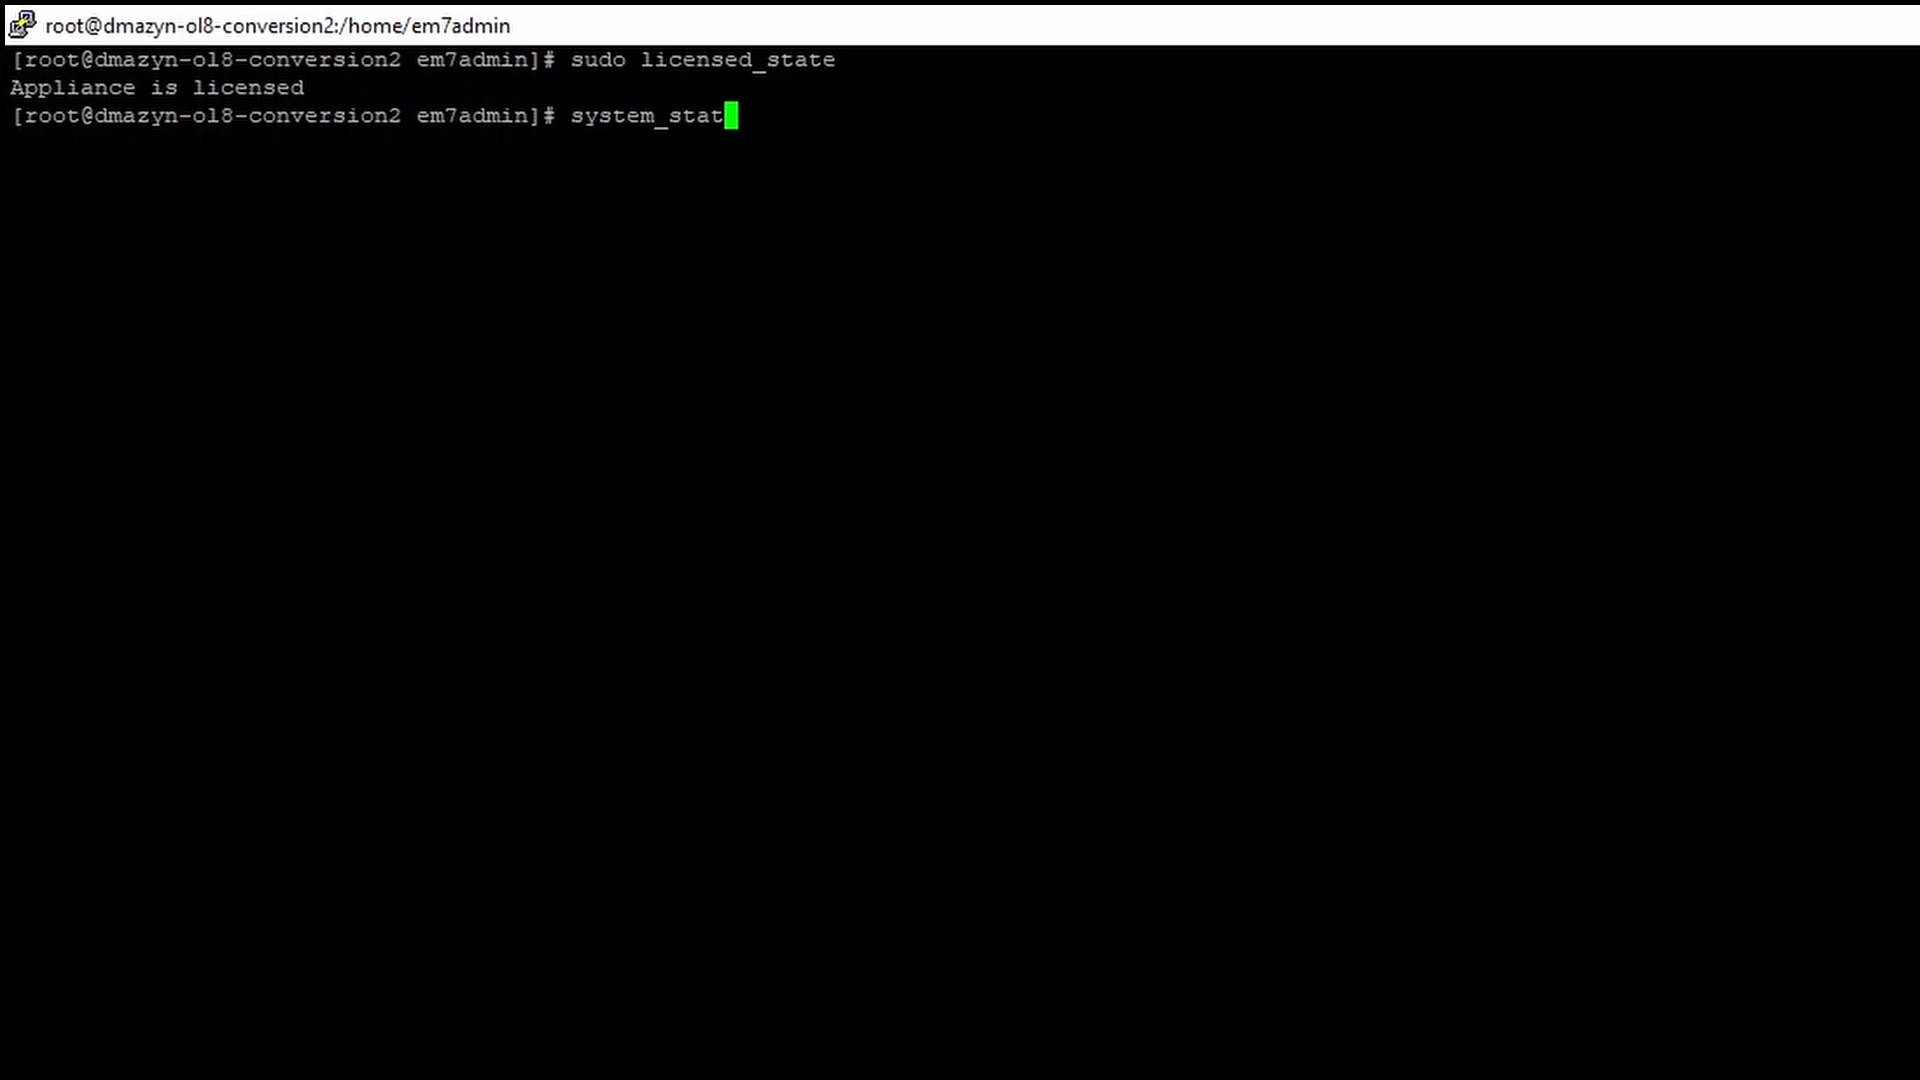 root@dmazyn-ol8-conversion2:/home/em7admin
[root@dmazyn-ol8-conversion2 em7admin]# sudo licensed_state
Appliance is licensed
[root@dmazyn-ol8-conversion2 em7admin]# system_stat